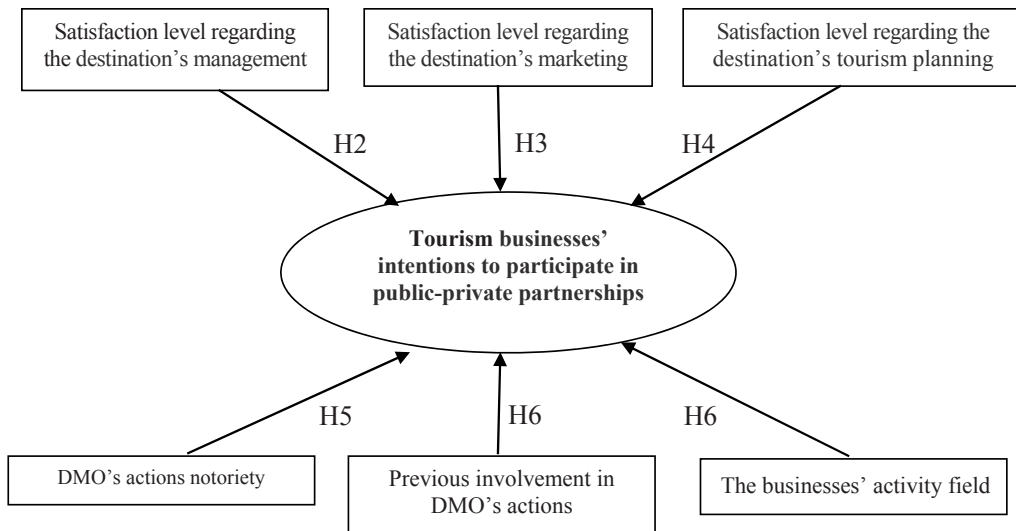 Satisfaction level regarding
the destination's management
Satisfaction level regarding
the destination's marketing
Satisfaction level regarding the
destination's tourism planning
H2
H3
H4
Tourism businesses'
intentions to participate in
public-private partnerships
H5
H6
H6
DMO's actions notoriety
Previous involvement in
DMO's actions
The businesses' activity field